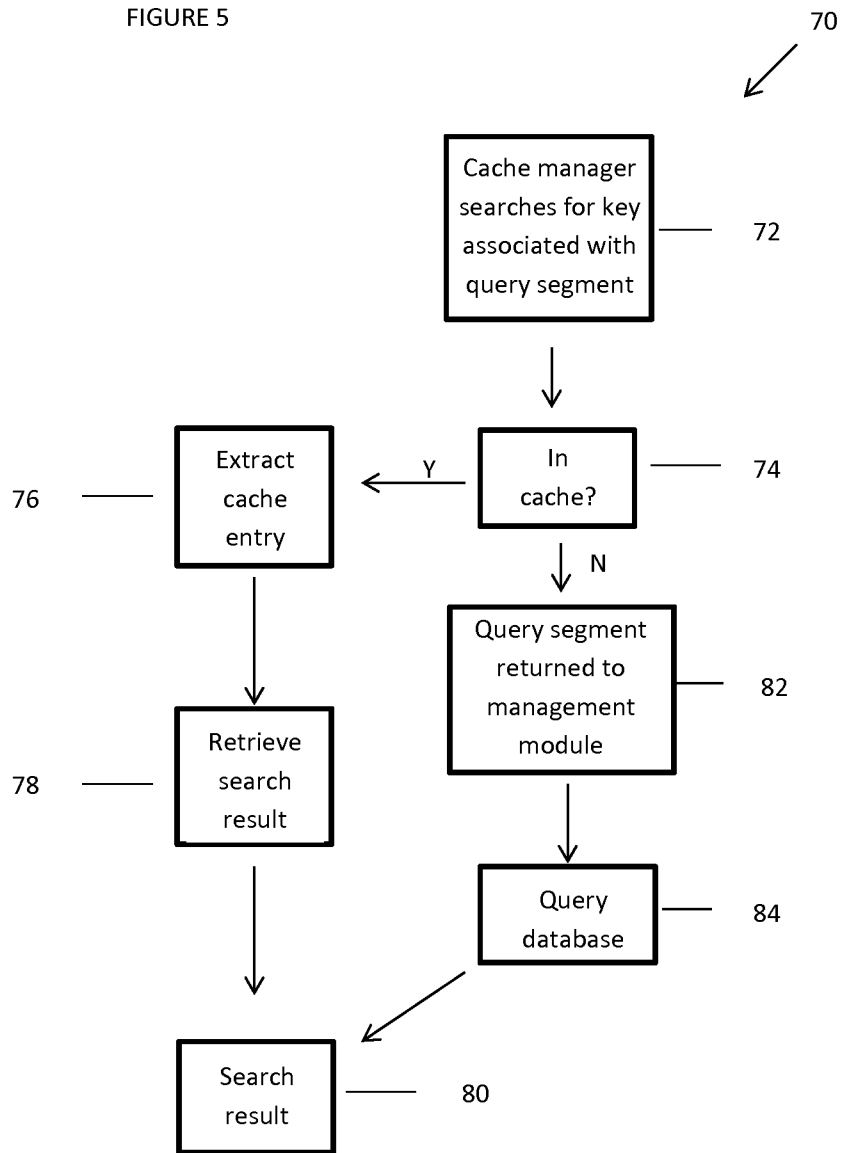 FIGURE 5
70
Cache manager
searches for key
associated with
query segment
72
In
cache?
74
Y
Extract
cache
entry
76
N
Query segment
returned to
management
module
82
Retrieve
search
result
78
Query
database
84
Search
result
80